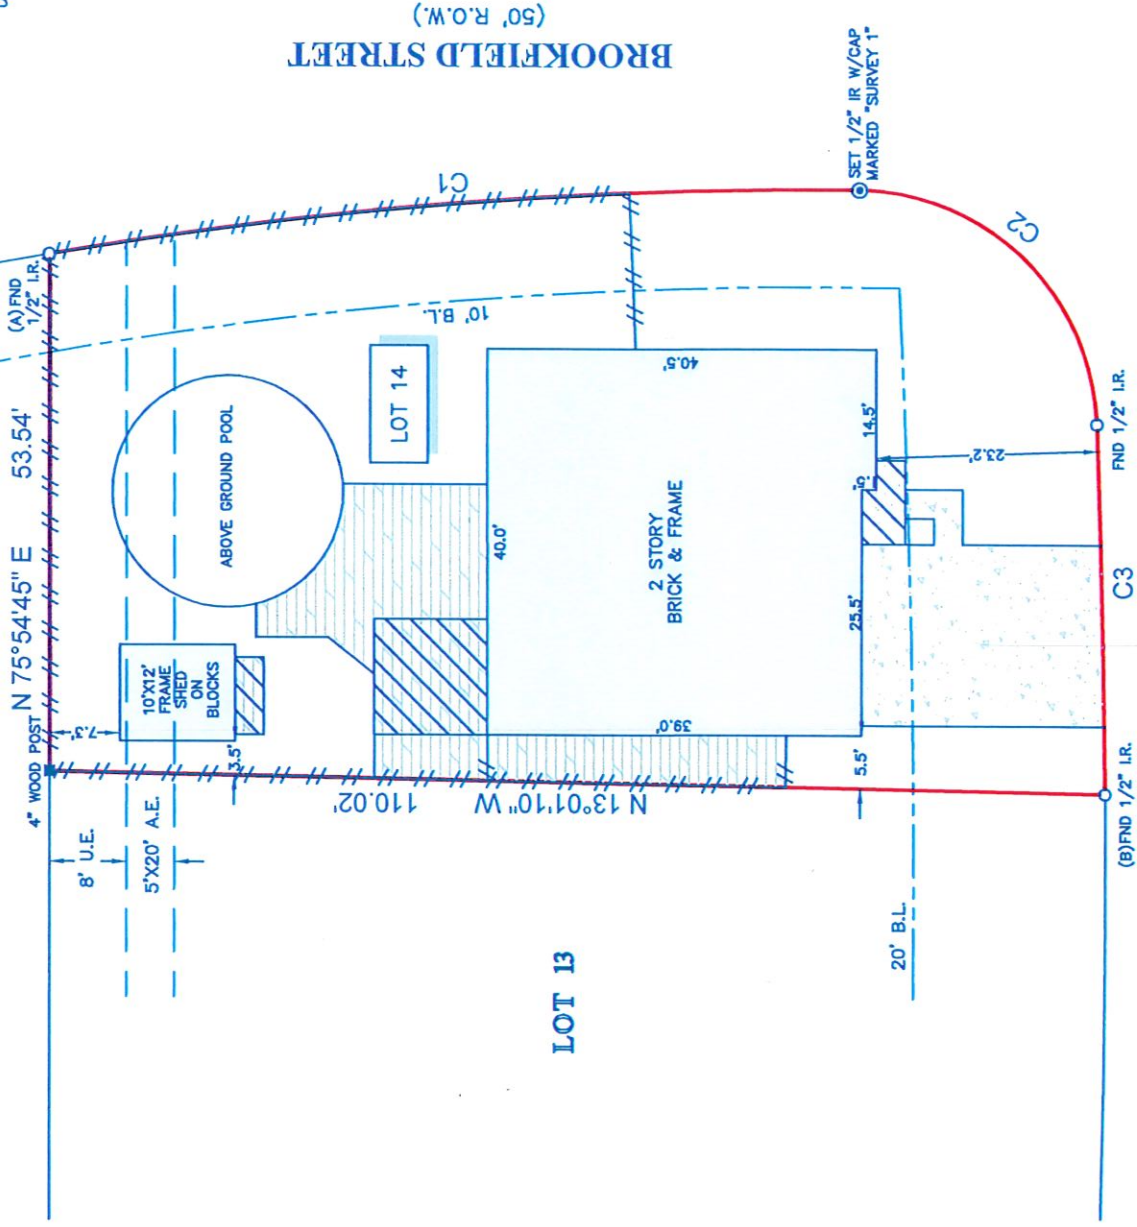 (50' R.O.W.)
BROOKFIELD STREET
(A) FND
1/2" I.R.
N 75°54'45" E 53.54'
4" WOOD POST
C1
SET 1/2" IR W/CAP
MARKED "SURVEY 1"
C2
10' B.L.
LOT 14
ABOVE GROUND POOL
10'X12'
FRAME
SHED
ON
BLOCKS
7.3'
3.5'
8' U.E.
5'X20' A.E.
N 13°01'10" W 110.02'
40.0'
40.5'
39.0'
2 STORY
BRICK & FRAME
14.5'
.5'
25.5'
5.5'
23.2'
FND 1/2" I.R.
C3
(B)FND 1/2" I.R.
20' B.L.
LOT 13